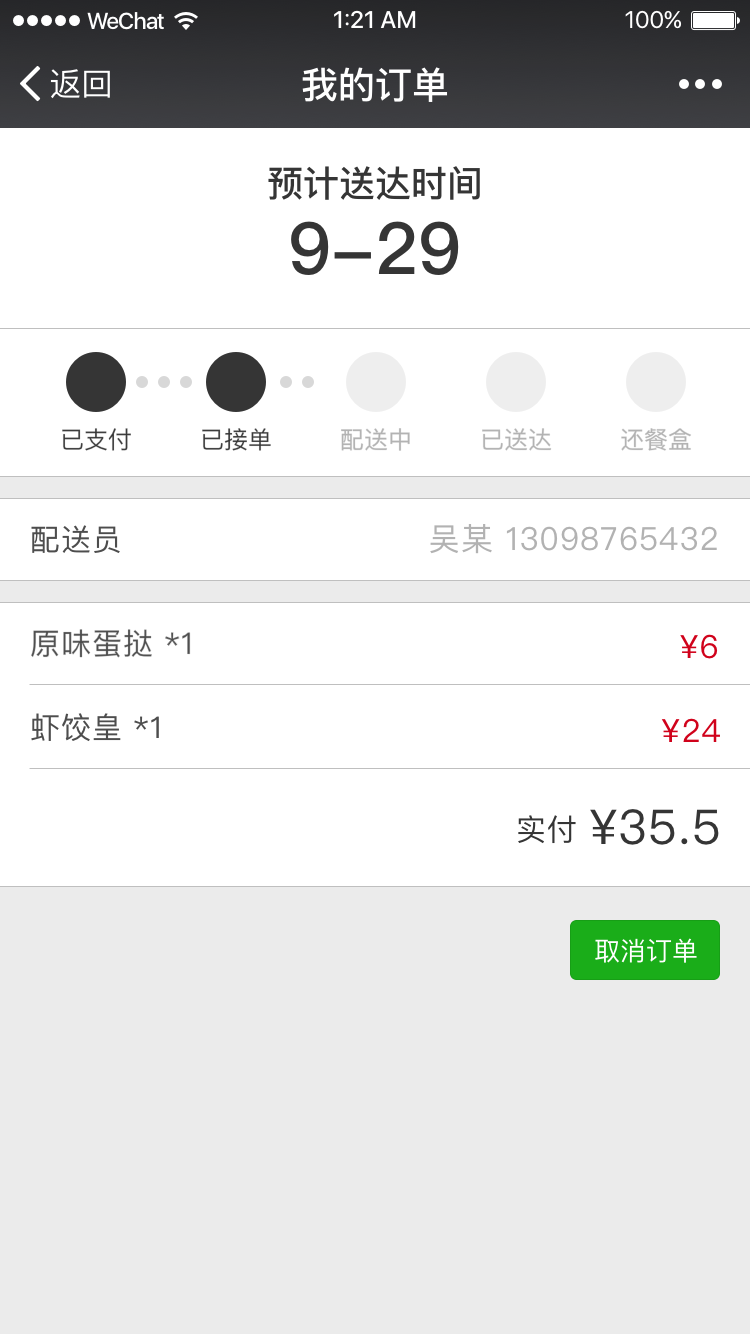 WeChat 1:21 AM 100%
返回 我的订单
预计送达时间
9–29
已支付 已接单 配送中 已送达 还餐盒
配送员 吴某 13098765432
原味蛋挞 *1 ¥6
虾饺皇 *1 ¥24
实付 ¥35.5
取消订单